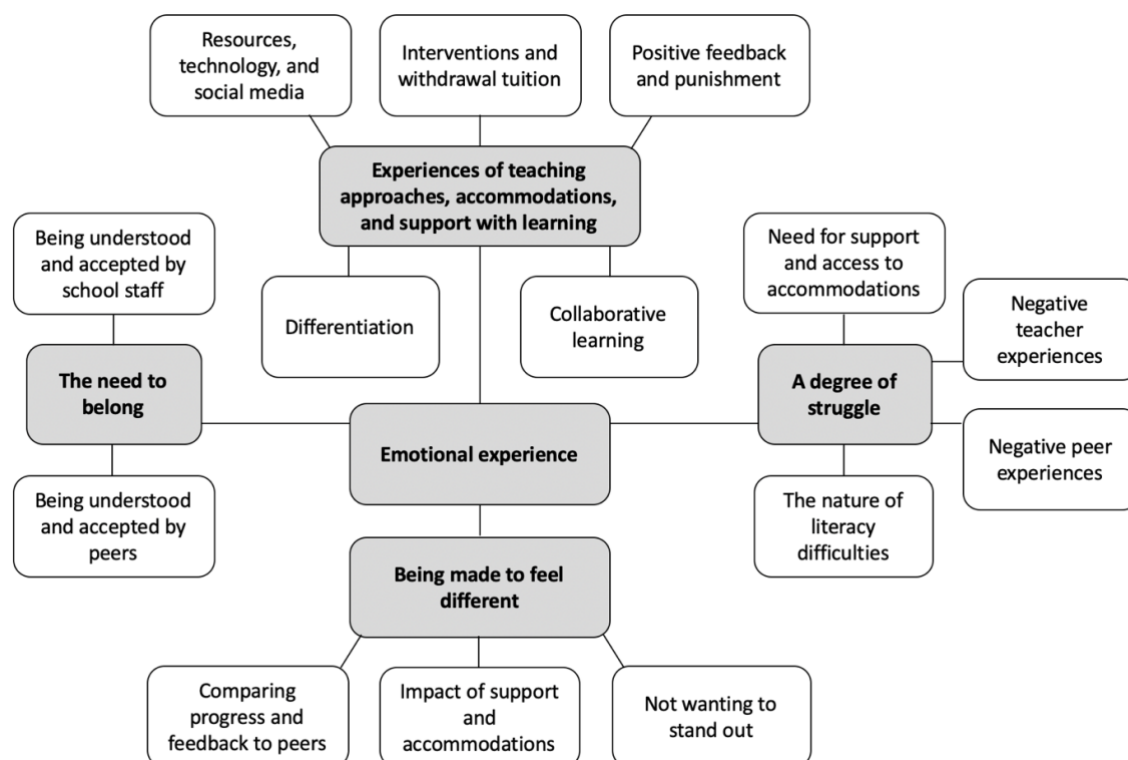 Resources,
technology, and
social media
Interventions and
withdrawal tuition
Positive feedback
and punishment
Experiences of teaching
approaches, accommodations,
and support with learning
Being understood
and accepted by
school staff
Differentiation
Collaborative
learning
Need for support
and access to
accommodations
Negative
teacher
experiences
The need to
belong
A degree of
struggle
Emotional experience
Negative peer
experiences
Being understood
and accepted by
peers
The nature of
literacy
difficulties
Being made to feel
different
Comparing
progress and
feedback to peers
Impact of support
and
accommodations
Not wanting to
stand out